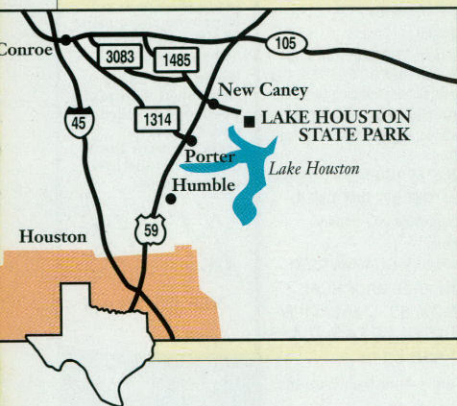 Conroe
3083
1485
105
New Caney
45
1314
LAKE HOUSTON
STATE PARK
Porter
Lake Houston
Humble
59
Houston